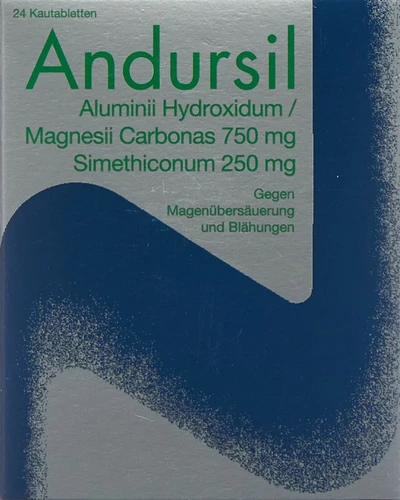 24 Kautabletten
Andursil
Aluminii Hydroxidum /
Magnesii Carbonas 750 mg
Simethiconum 250 mg
Gegen
Magenübersäuerung
und Blähungen